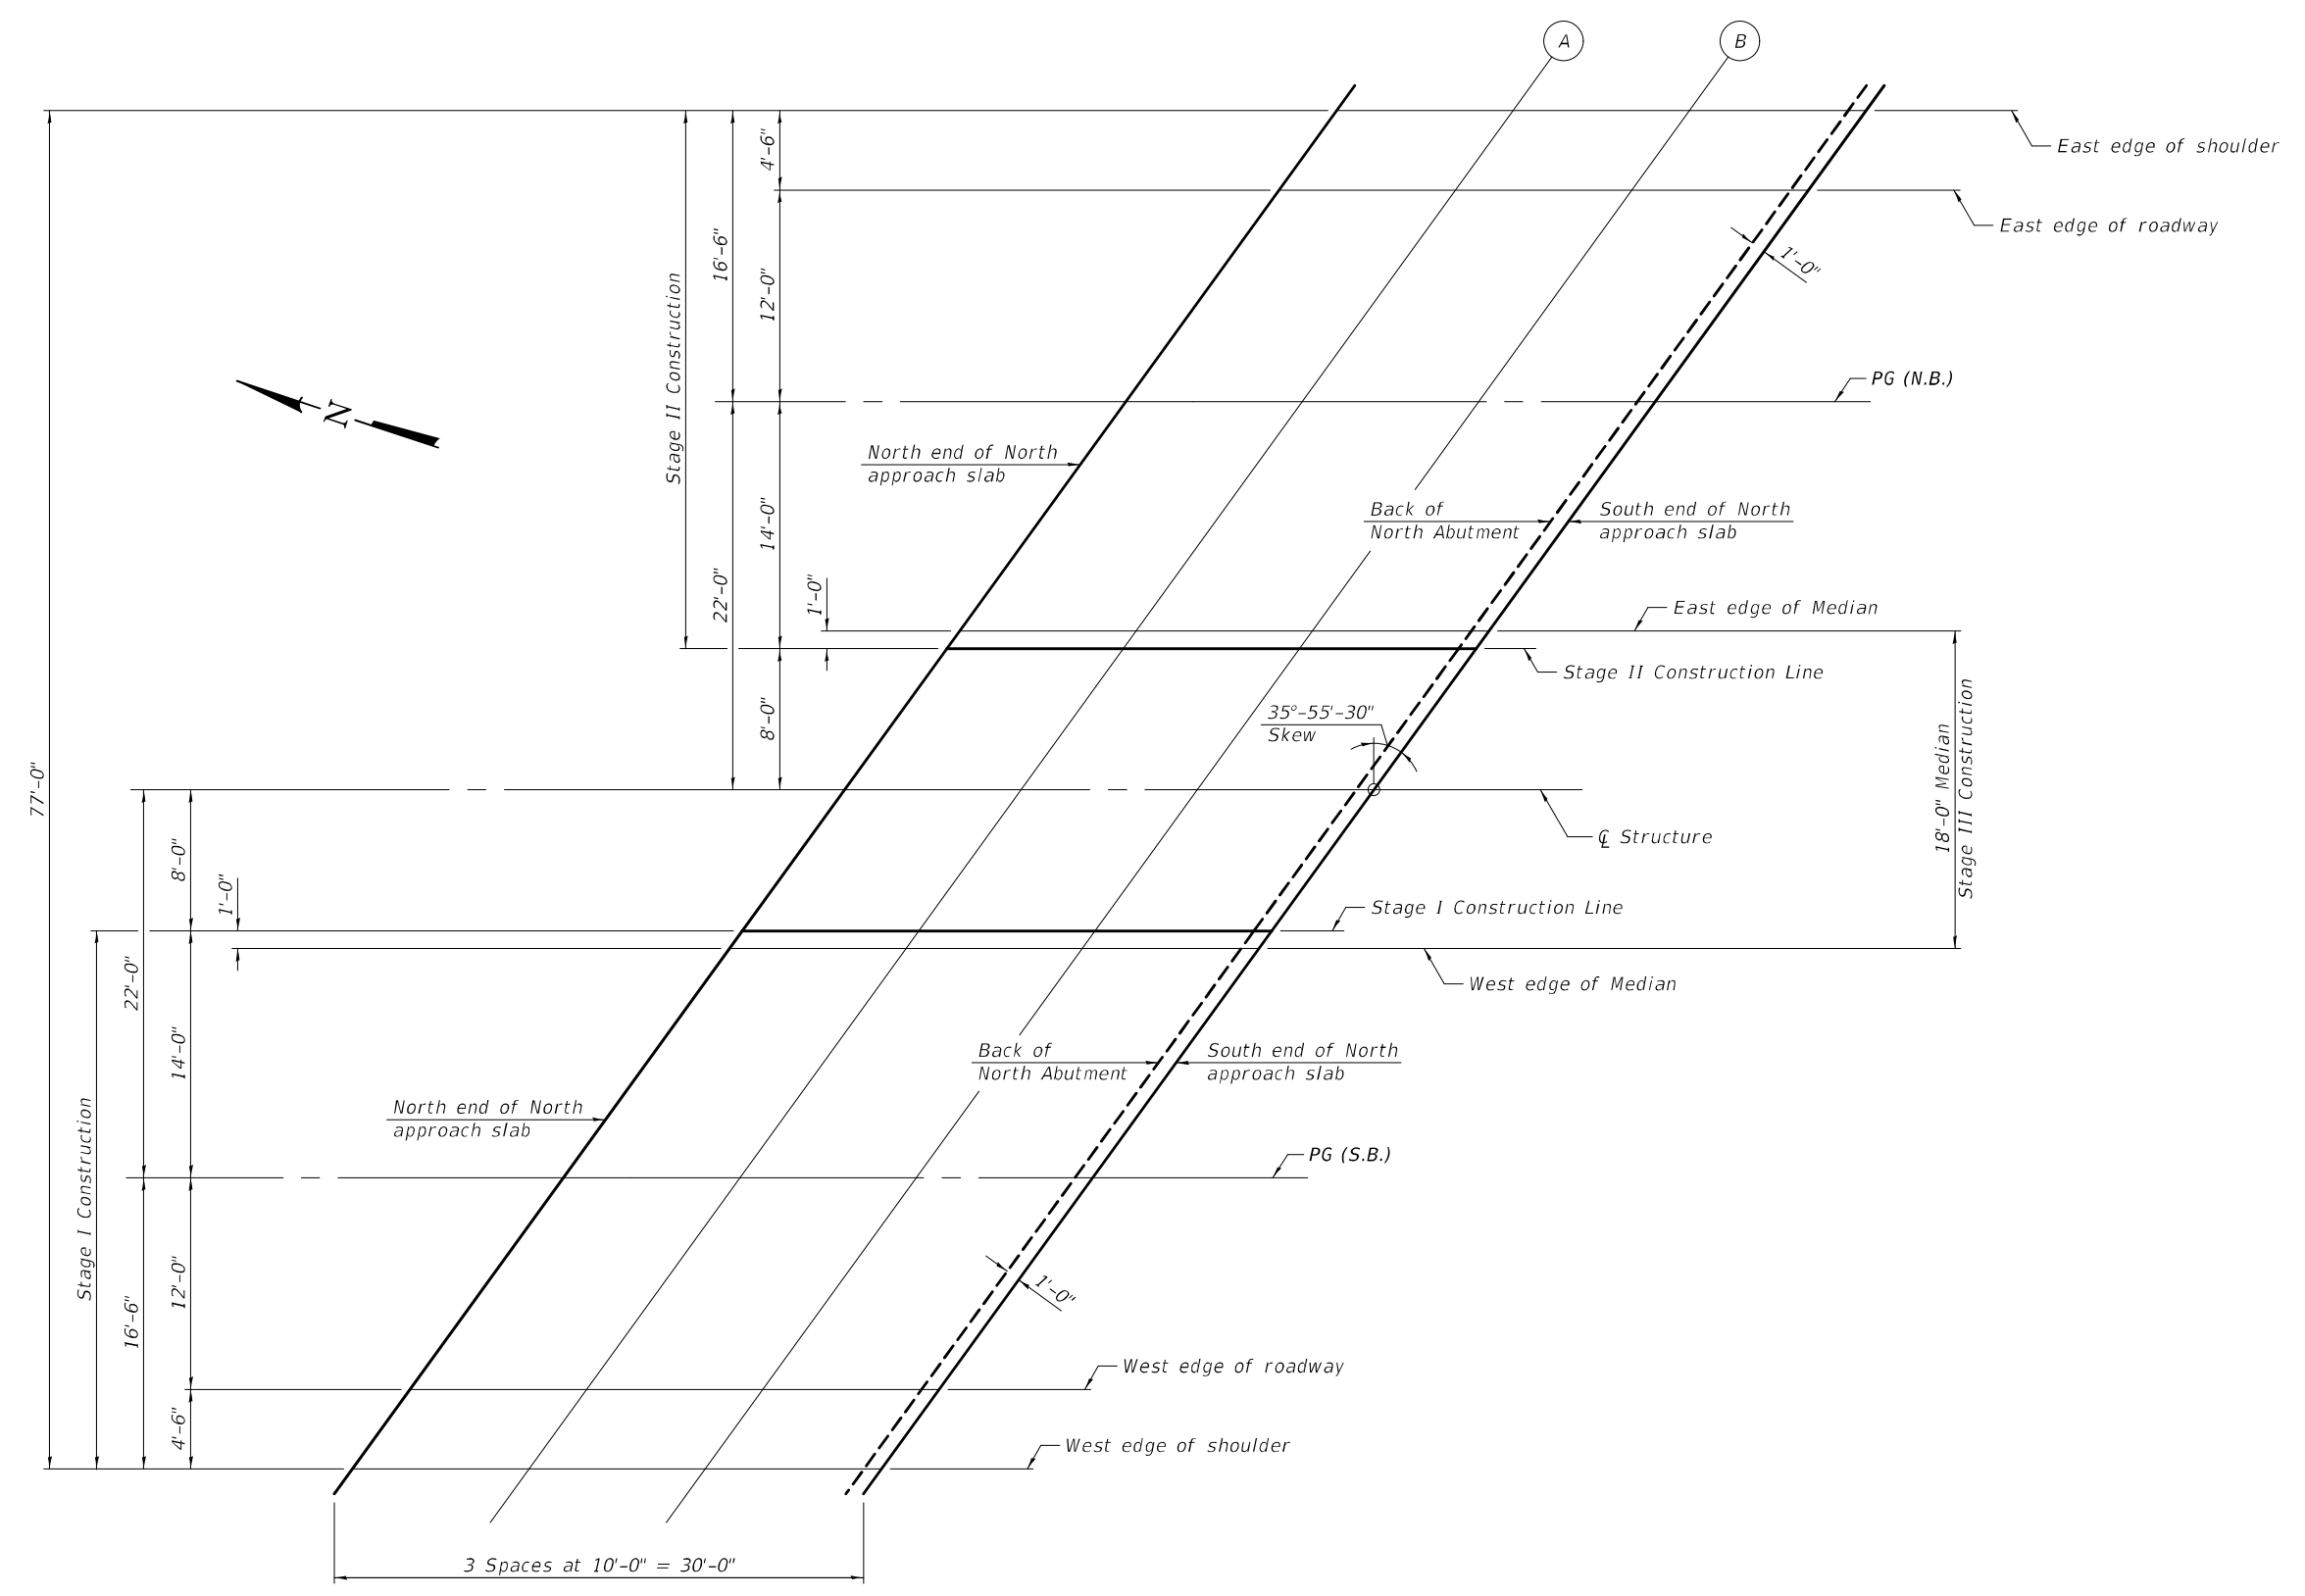 A
B
East edge of shoulder
4'-6"
East edge of roadway
16'-6"
12'-0"
1'-0"
Stage II Construction
PG (N.B.)
N
North end of North
approach slab
Back of
North Abutment
South end of North
approach slab
14'-0"
22'-0"
1'-0"
East edge of Median
Stage II Construction Line
35°-55'-30"
Skew
8'-0"
18'-0" Median
Stage III Construction
77'-0"
℄ Structure
8'-0"
1'-0"
Stage I Construction Line
West edge of Median
22'-0"
14'-0"
Back of
North Abutment
South end of North
approach slab
North end of North
approach slab
Stage I Construction
PG (S.B.)
12'-0"
16'-6"
1'-0"
West edge of roadway
4'-6"
West edge of shoulder
3 Spaces at 10'-0" = 30'-0"